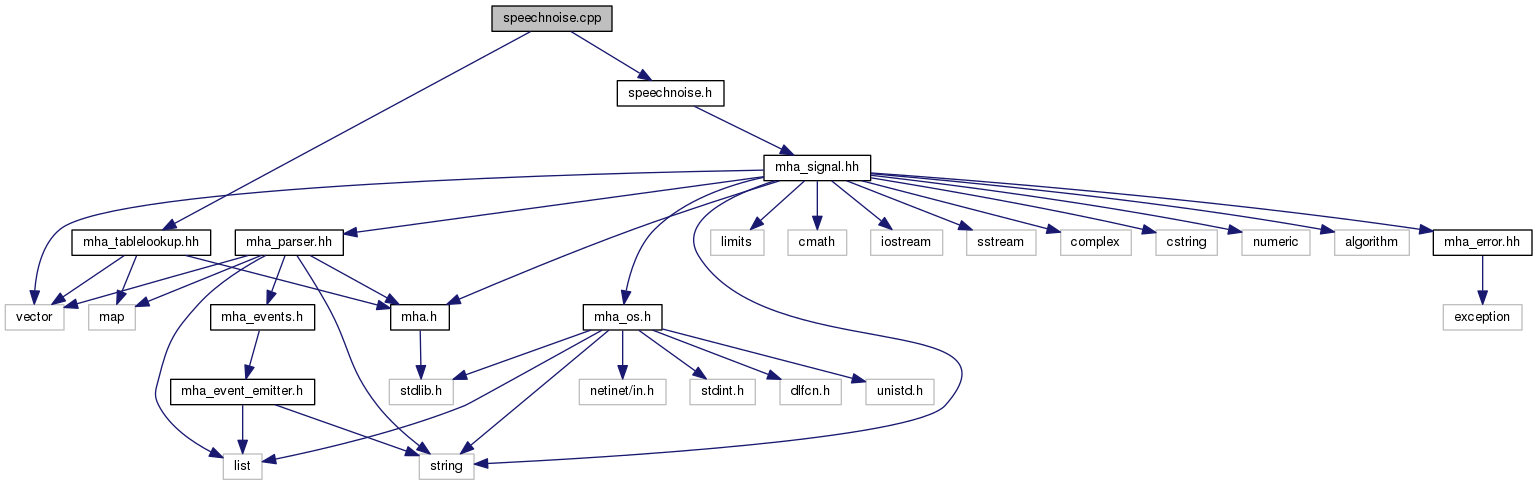 speechnoise.cpp
speechnoise.h
mha_signal.hh
mha_tablelookup.hh
mha_parser.hh
limits
cmath
iostream
sstream
complex
cstring
numeric
algorithm
mha_error.hh
vector
map
mha_events.h
mha.h
mha_os.h
exception
mha_event_emitter.h
stdlib.h
netinet/in.h
stdint.h
dlfcn.h
unistd.h
list
string